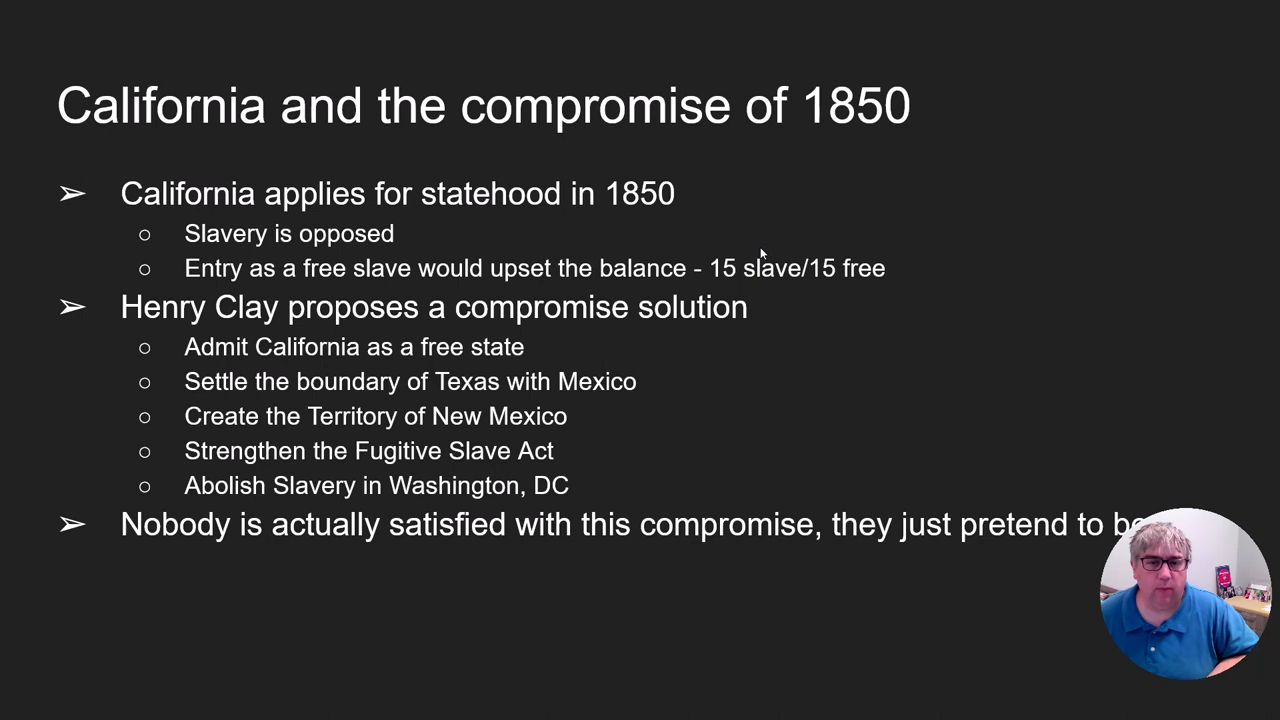 California and the compromise of 1850
➢ California applies for statehood in 1850
○ Slavery is opposed
○ Entry as a free slave would upset the balance - 15 slave/15 free
➢ Henry Clay proposes a compromise solution
○ Admit California as a free state
○ Settle the boundary of Texas with Mexico
○ Create the Territory of New Mexico
○ Strengthen the Fugitive Slave Act
○ Abolish Slavery in Washington, DC
➢ Nobody is actually satisfied with this compromise, they just pretend to be